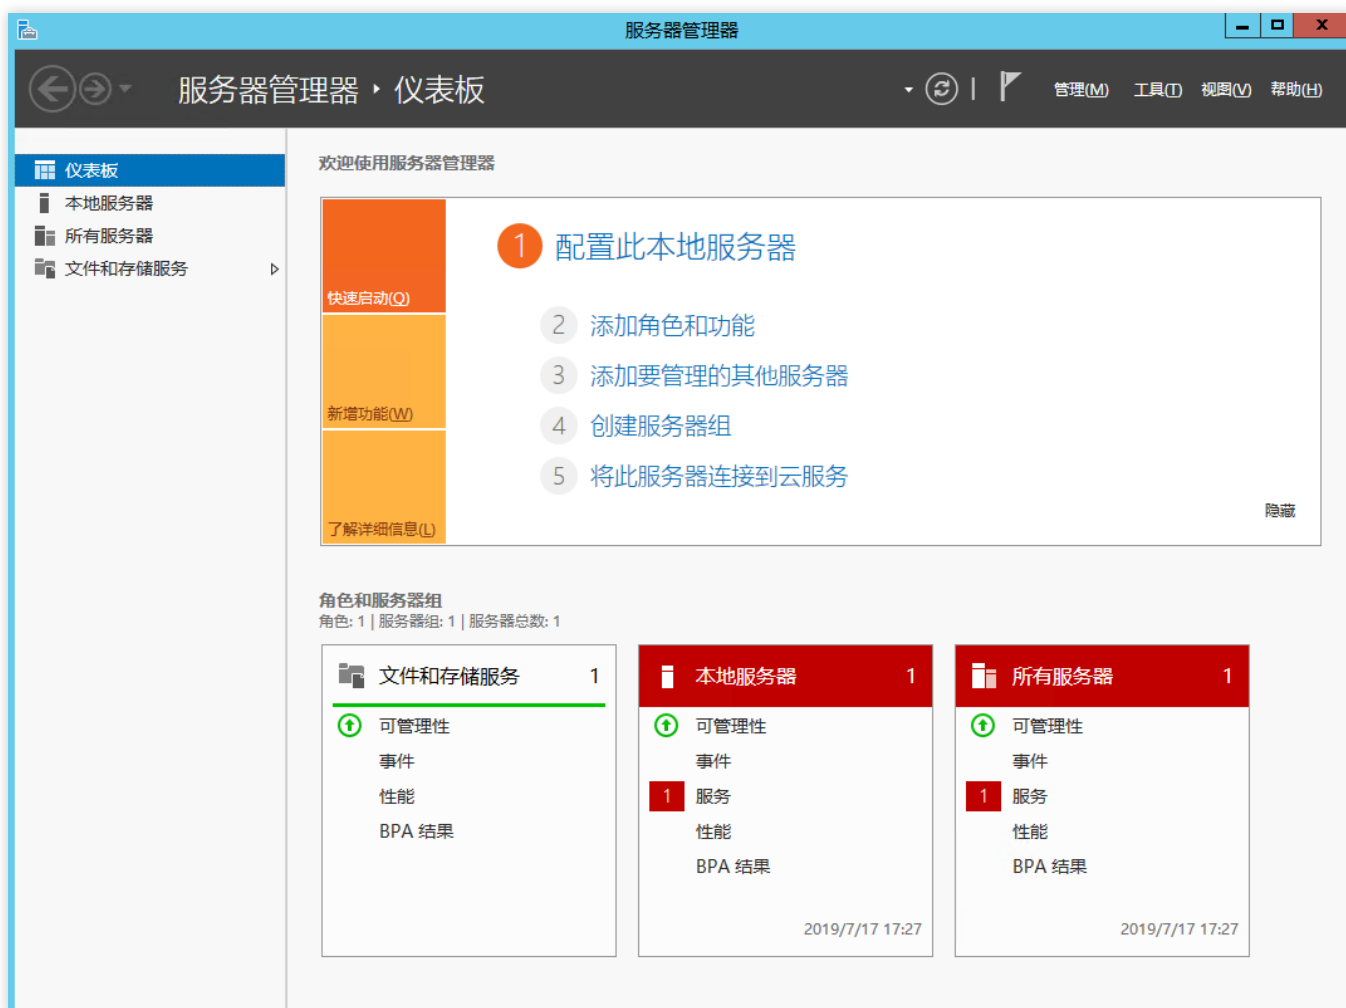 服务器管理器
服务器管理器 ‣ 仪表板
管理(M) 工具(T) 视图(V) 帮助(H)
仪表板
本地服务器
所有服务器
文件和存储服务
欢迎使用服务器管理器
快速启动(Q)
新增功能(W)
了解详细信息(L)
1 配置此本地服务器
2 添加角色和功能
3 添加要管理的其他服务器
4 创建服务器组
5 将此服务器连接到云服务
隐藏
角色和服务器组
角色: 1 | 服务器组: 1 | 服务器总数: 1
文件和存储服务 1
可管理性
事件
性能
BPA 结果
本地服务器 1
可管理性
事件
1 服务
性能
BPA 结果
2019/7/17 17:27
所有服务器 1
可管理性
事件
1 服务
性能
BPA 结果
2019/7/17 17:27